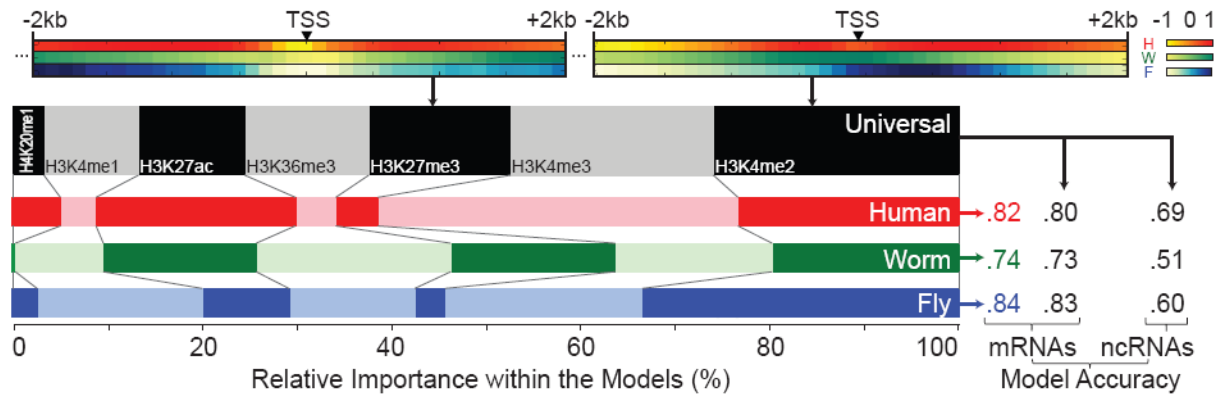 -2kb TSS +2kb -2kb TSS +2kb -1 0 1
... ... H
W
F
H4K20me1 H3K4me1 H3K27ac H3K36me3 H3K27me3 H3K4me3 H3K4me2 Universal
Human .82 .80 .69
Worm .74 .73 .51
Fly .84 .83 .60
0 20 40 60 80 100 mRNAs ncRNAs
Relative Importance within the Models (%) Model Accuracy